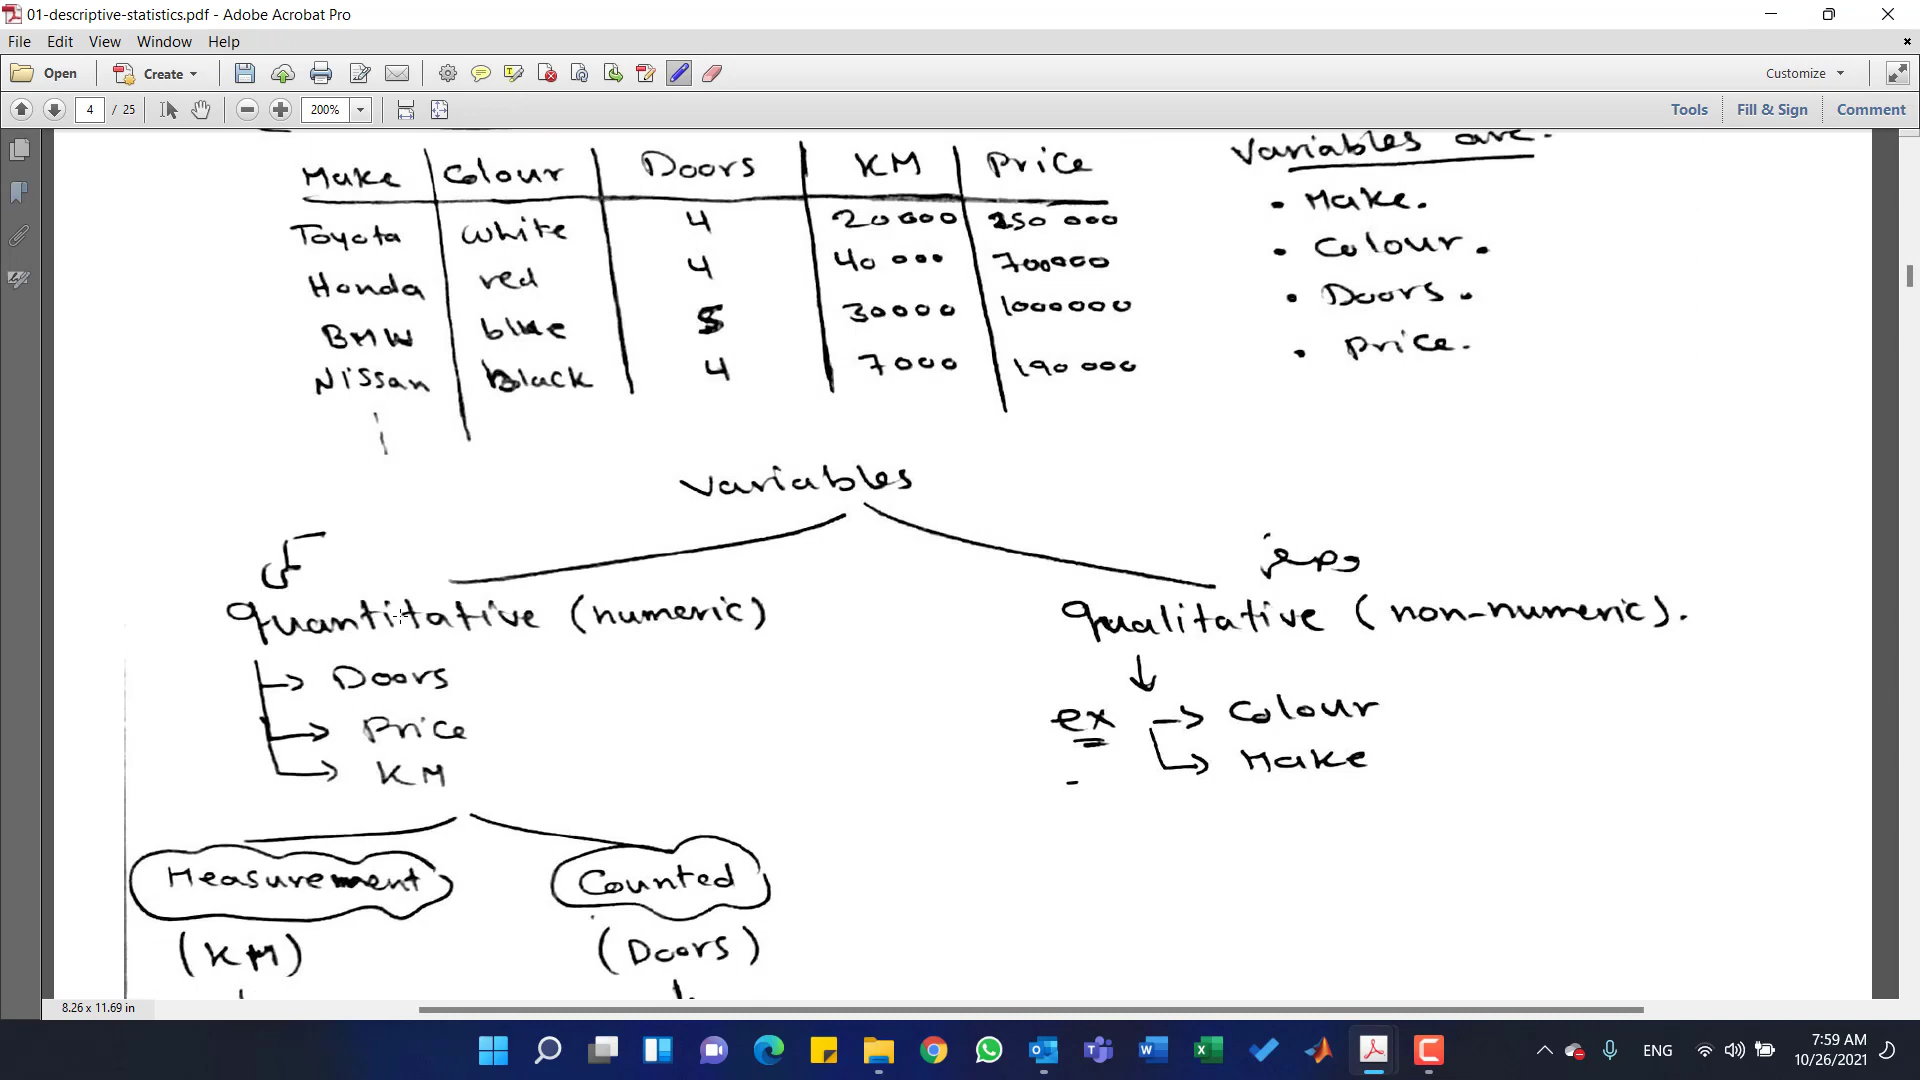 01-descriptive-statistics.pdf - Adobe Acrobat Pro
File Edit View Window Help
Open Create Customize
4 / 25 200% Tools Fill & Sign Comment
Variables are.
Make Colour Doors KM Price
Toyota White 4 20000 250 000
Honda red 4 40 000 700000
BMW blue 5 30000 1000000
Nissan black 4 7000 190 000
• Make.
• Colour.
• Doors.
• Price.
Variables
كمي
quantitative (numeric)
→ Doors
→ Price
→ KM
qualitative (non-numeric).
ex → Colour
→ Make
Measurement
(KM)
Counted
(Doors)
8.26 x 11.69 in
ENG
7:59 AM
10/26/2021